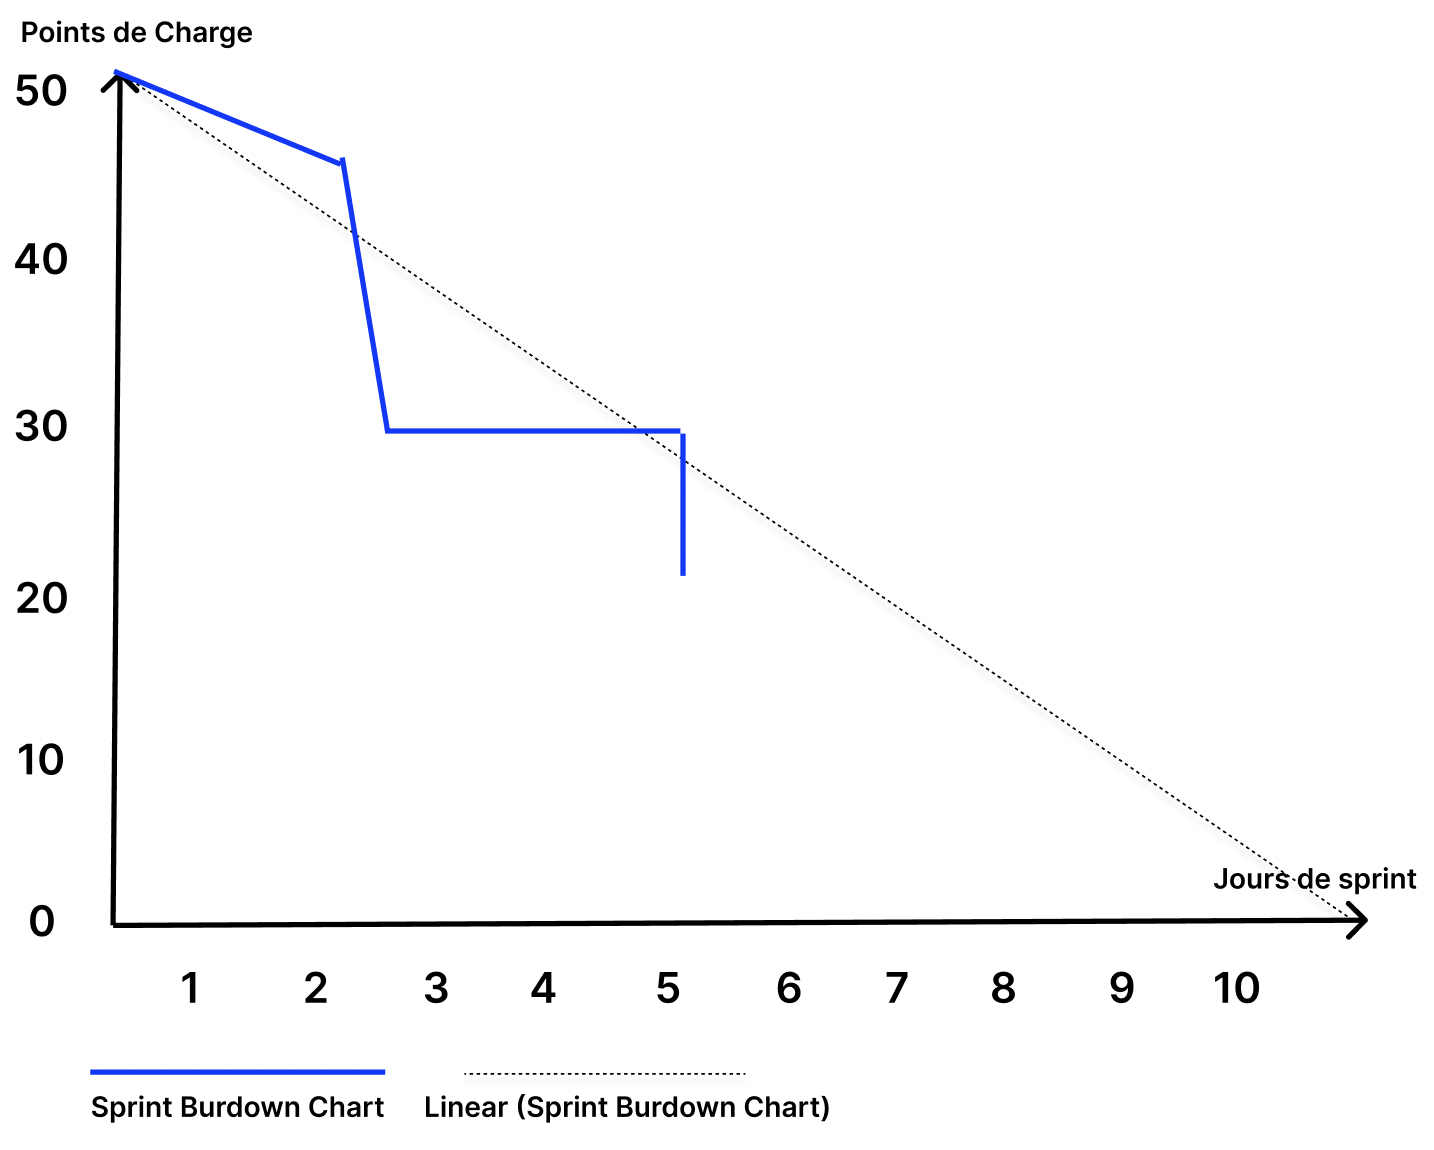 Points de Charge
50
40
30
20
10
0
Jours de sprint
1 2 3 4 5 6 7 8 9 10
Sprint Burdown Chart Linear (Sprint Burdown Chart)